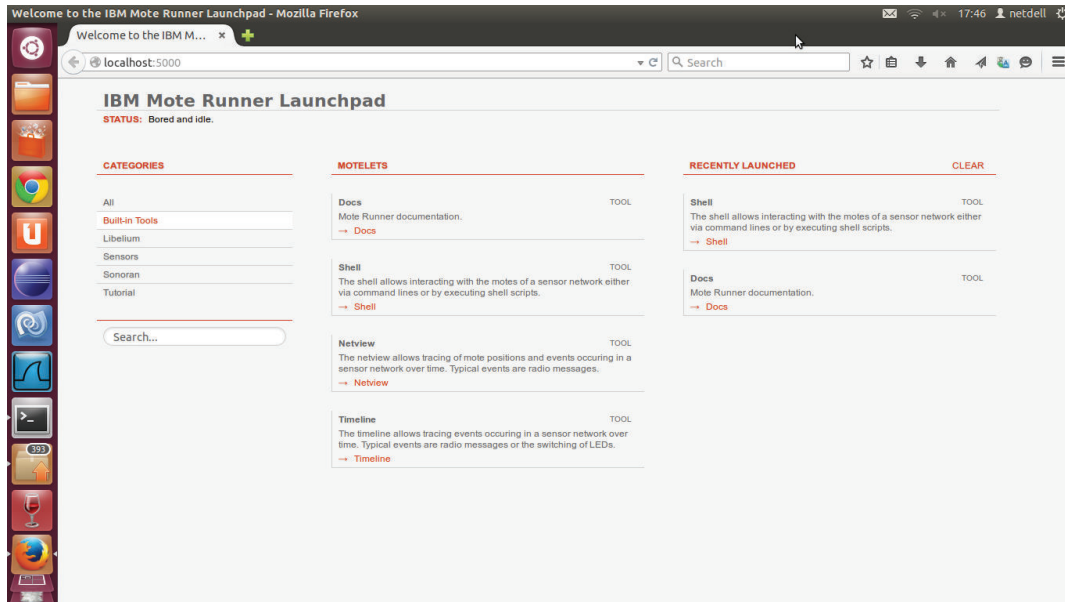 Welcome to the IBM Mote Runner Launchpad - Mozilla Firefox
17:46
netdell
Welcome to the IBM M...
localhost:5000
Search
IBM Mote Runner Launchpad
STATUS: Bored and idle.
CATEGORIES
All
Built-in Tools
Libelium
Sensors
Sonoran
Tutorial
Search...
MOTELETS
Docs TOOL
Mote Runner documentation.
→ Docs
Shell TOOL
The shell allows interacting with the motes of a sensor network either
via command lines or by executing shell scripts.
→ Shell
Netview TOOL
The netview allows tracing of mote positions and events occuring in a
sensor network over time. Typical events are radio messages.
→ Netview
Timeline TOOL
The timeline allows tracing events occuring in a sensor network over
time. Typical events are radio messages or the switching of LEDs.
→ Timeline
RECENTLY LAUNCHED CLEAR
Shell TOOL
The shell allows interacting with the motes of a sensor network either
via command lines or by executing shell scripts.
→ Shell
Docs TOOL
Mote Runner documentation.
→ Docs
393